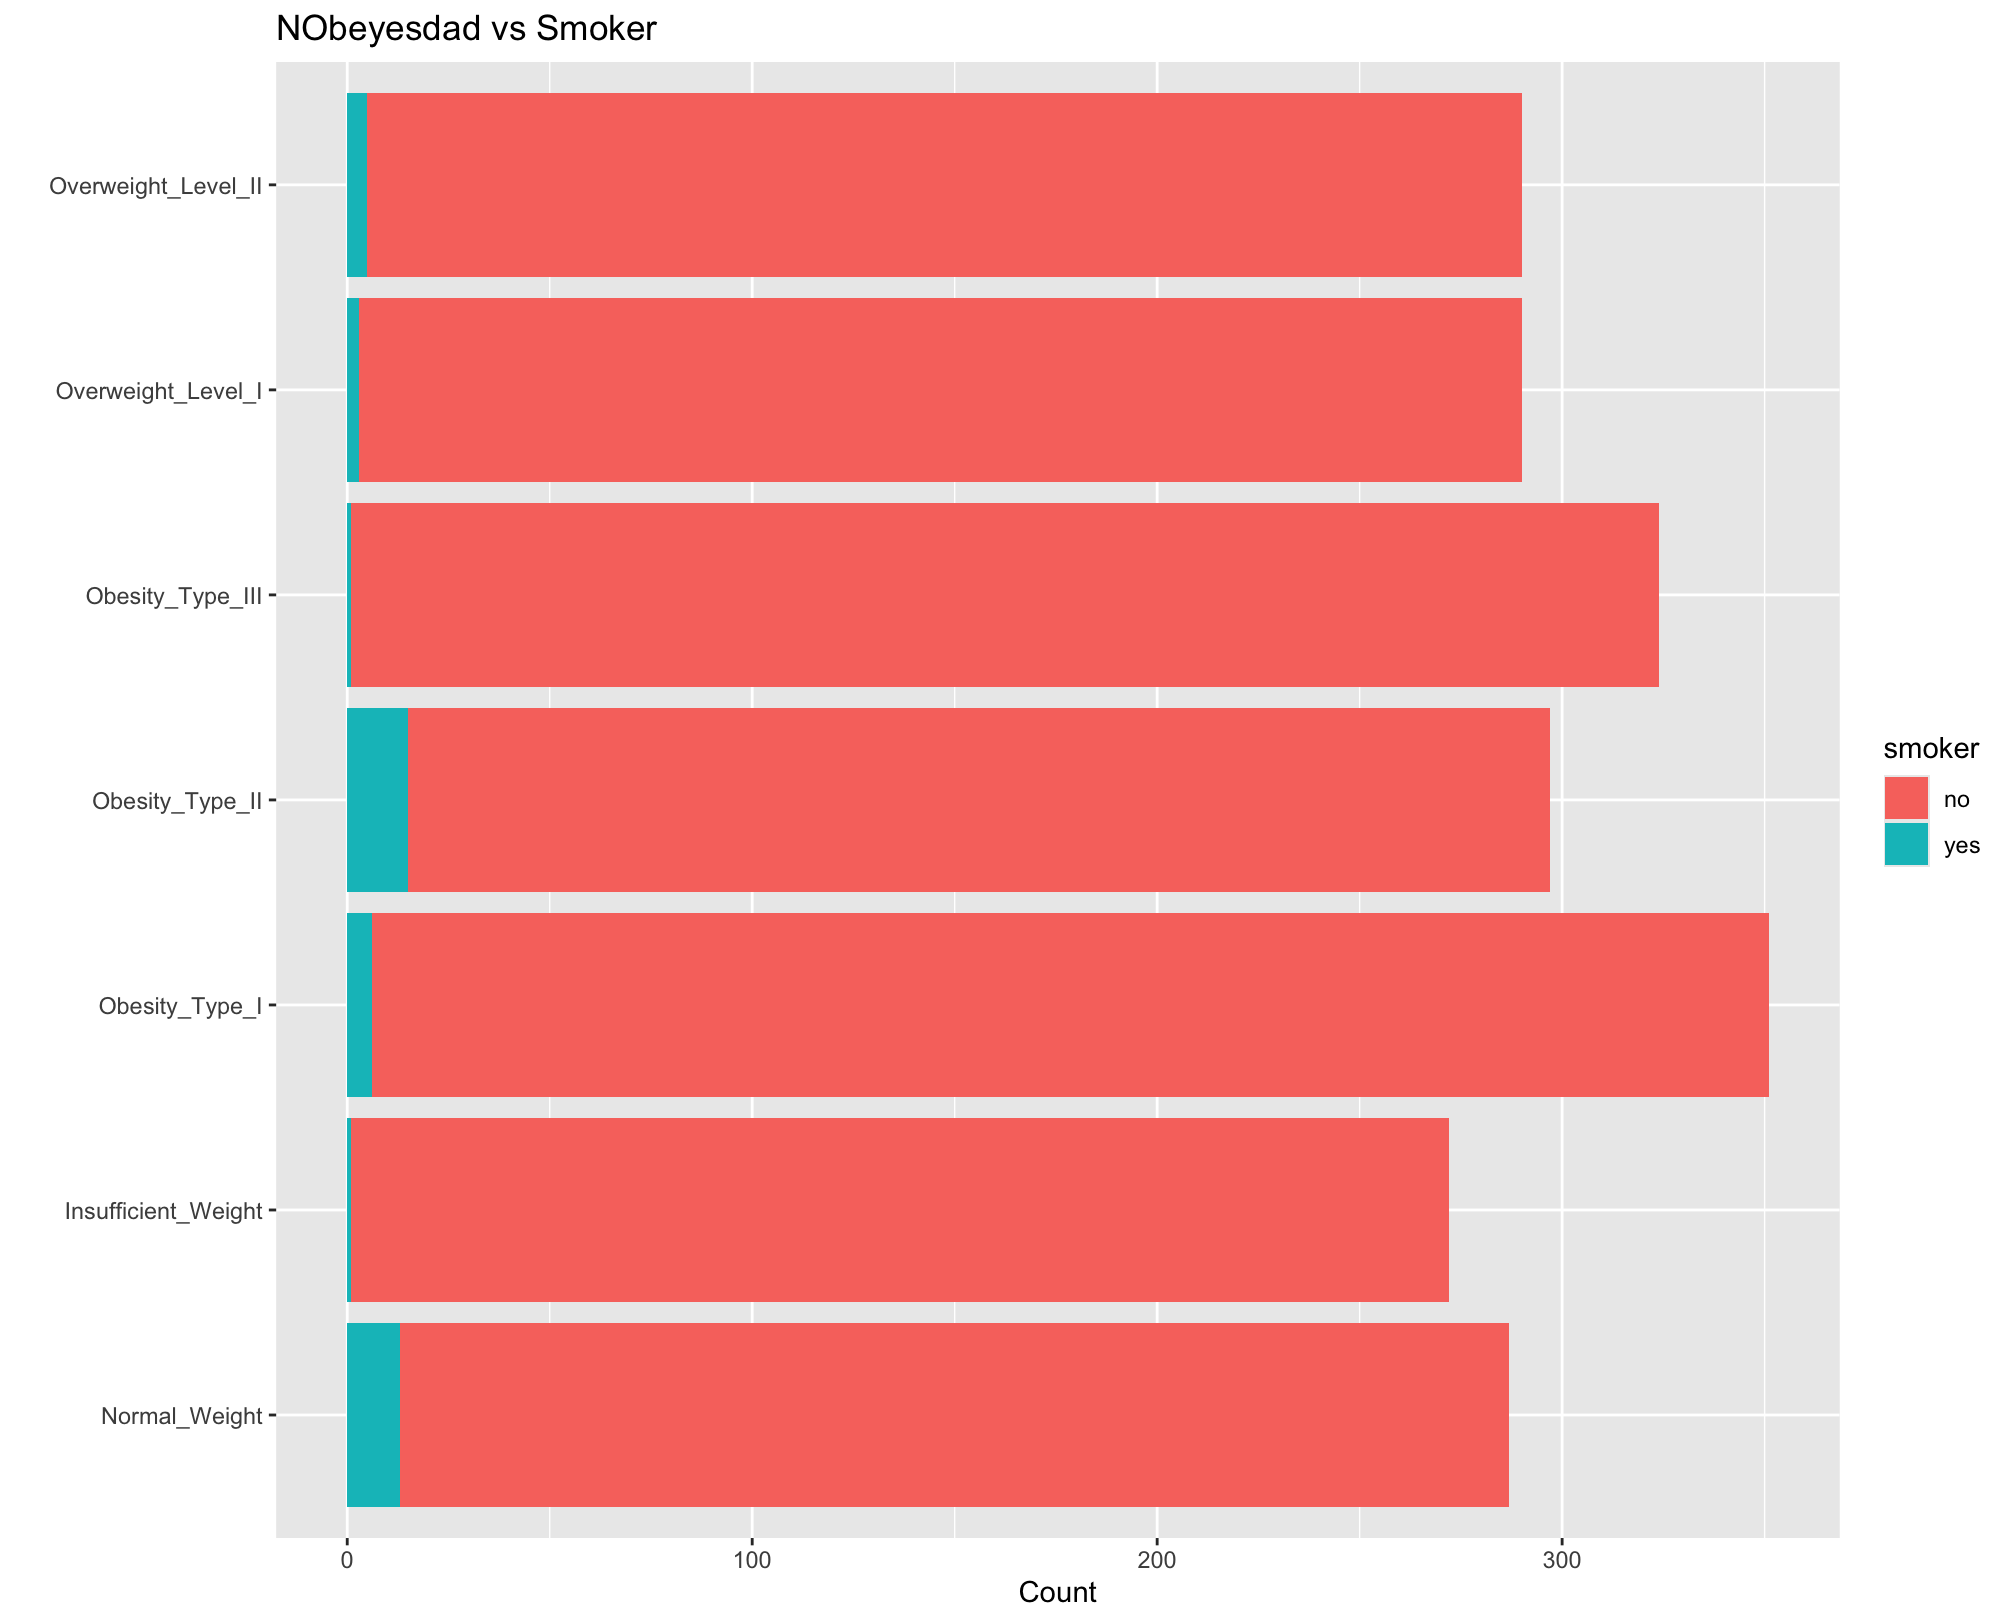 NObeyesdad vs Smoker
Overweight_Level_II
Overweight_Level_I
Obesity_Type_III
Obesity_Type_II
Obesity_Type_I
Insufficient_Weight
Normal_Weight
0 100 200 300
Count
smoker
no
yes